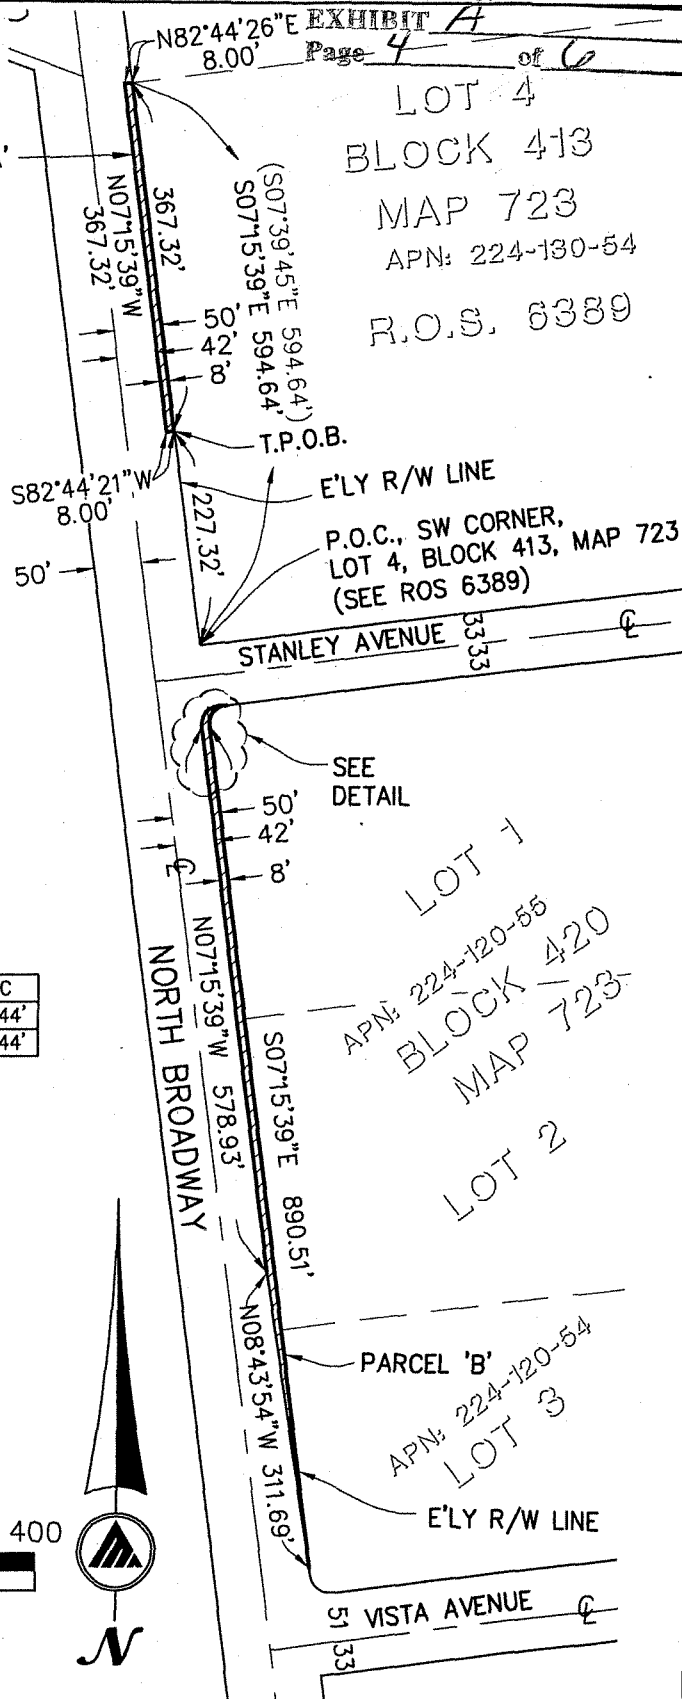 EXHIBIT A
Page 4 of 6
N82°44'26"E
8.00'
LOT 4
BLOCK 413
MAP 723
APN: 224-130-54
R.O.S. 6389
367.32'
N07°15'39"W
367.32'
(S07°39'45"E 594.64')
S07°15'39"E 594.64'
50'
42'
8'
T.P.O.B.
S82°44'21"W
8.00'
E'LY R/W LINE
227.32'
P.O.C., SW CORNER,
LOT 4, BLOCK 413, MAP 723
(SEE ROS 6389)
50'
STANLEY AVENUE
33'33
SEE
DETAIL
50'
42'
8'
LOT 1
APN: 224-120-55
BLOCK 420
MAP 723
N07°15'39"W 578.93'
NORTH BROADWAY
S07°15'39"E 890.51'
C
44'
44'
LOT 2
N08°43'54"W 311.69'
PARCEL 'B'
APN: 224-120-54
LOT 3
E'LY R/W LINE
400
51
33
VISTA AVENUE
N